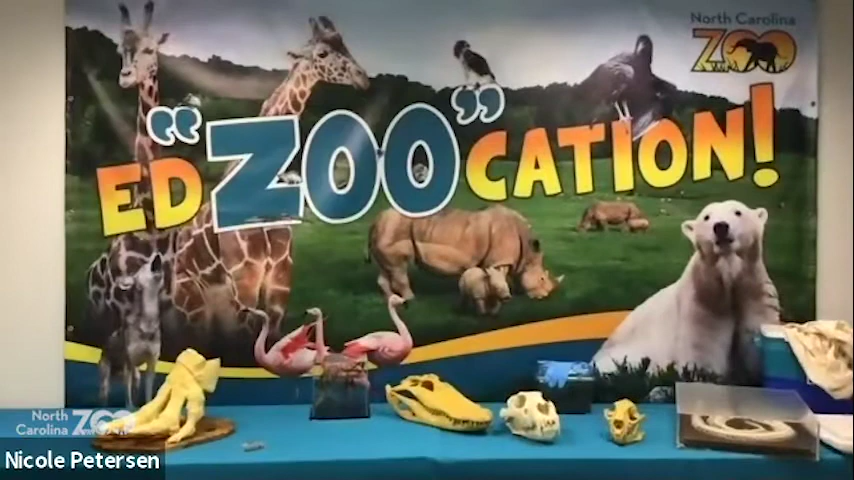 North Carolina
ZOO
ED"ZOO"CATION!
North
Carolina ZOO
Nicole Petersen